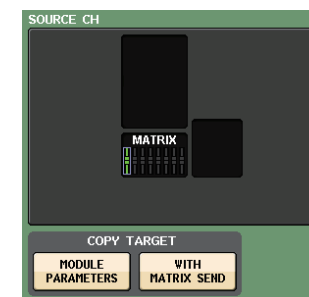 SOURCE CH
MATRIX
COPY TARGET
MODULE
PARAMETERS
WITH
MATRIX SEND